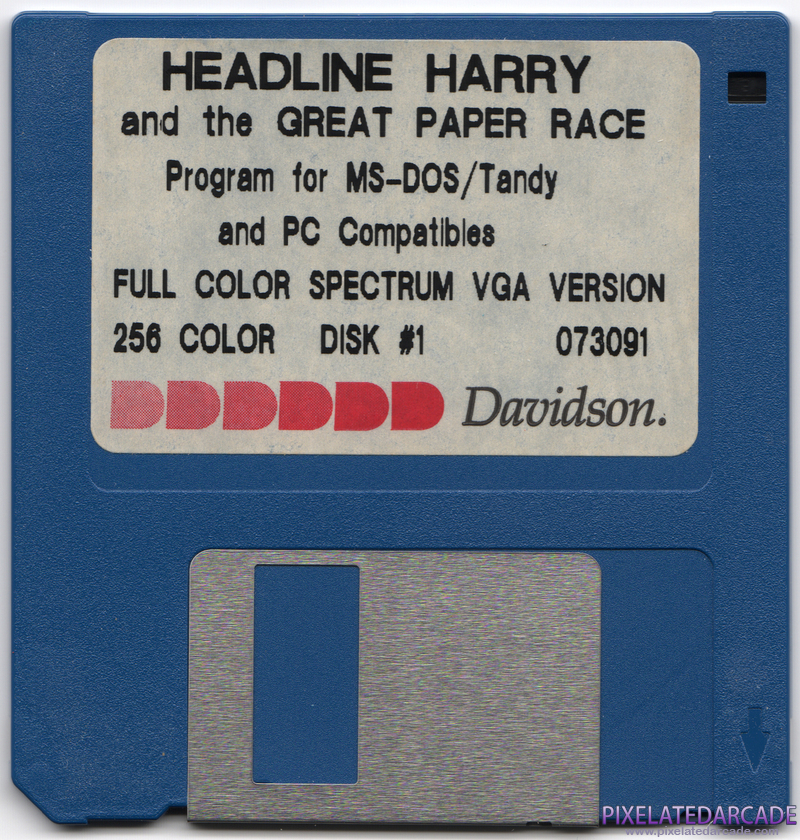 HEADLINE HARRY
and the GREAT PAPER RACE
Program for MS-DOS/Tandy
and PC Compatibles
FULL COLOR SPECTRUM VGA VERSION
256 COLOR DISK #1 073091
DDDDDD Davidson.
PIXELATEDARCADE
www.pixelatedarcade.com